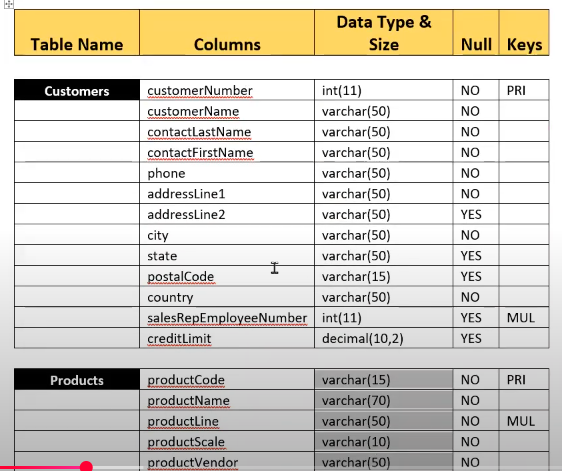 Table Name Columns Data Type & Size Null Keys
Customers customerNumber int(11) NO PRI
customerName varchar(50) NO
contactLastName varchar(50) NO
contactFirstName varchar(50) NO
phone varchar(50) NO
addressLine1 varchar(50) NO
addressLine2 varchar(50) YES
city varchar(50) NO
state varchar(50) YES
postalCode varchar(15) YES
country varchar(50) NO
salesRepEmployeeNumber int(11) YES MUL
creditLimit decimal(10,2) YES
Products productCode varchar(15) NO PRI
productName varchar(70) NO
productLine varchar(50) NO MUL
productScale varchar(10) NO
productVendor varchar(50) NO